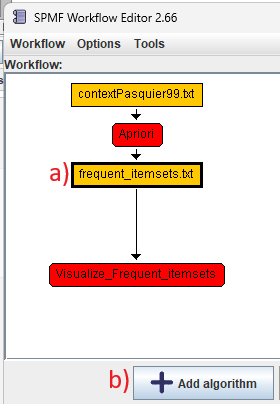 SPMF Workflow Editor 2.66
Workflow Options Tools
Workflow:
contextPasquier99.txt
Apriori
a) frequent_itemsets.txt
Visualize_Frequent_itemsets
b) Add algorithm